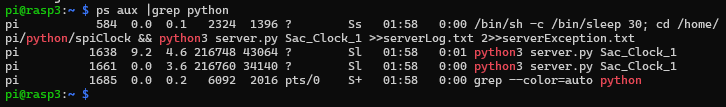 pi@rasp3:~ $ ps aux |grep python
pi 584 0.0 0.1 2324 1396 ? Ss 01:58 0:00 /bin/sh -c /bin/sleep 30; cd /home/
pi/python/spiClock && python3 server.py Sac_Clock_1 >>serverLog.txt 2>>serverException.txt
pi 1638 9.2 4.6 216748 43064 ? Sl 01:58 0:01 python3 server.py Sac_Clock_1
pi 1661 0.0 3.6 216760 34140 ? Sl 01:58 0:00 python3 server.py Sac_Clock_1
pi 1685 0.0 0.2 6092 2016 pts/0 S+ 01:58 0:00 grep --color=auto python
pi@rasp3:~ $